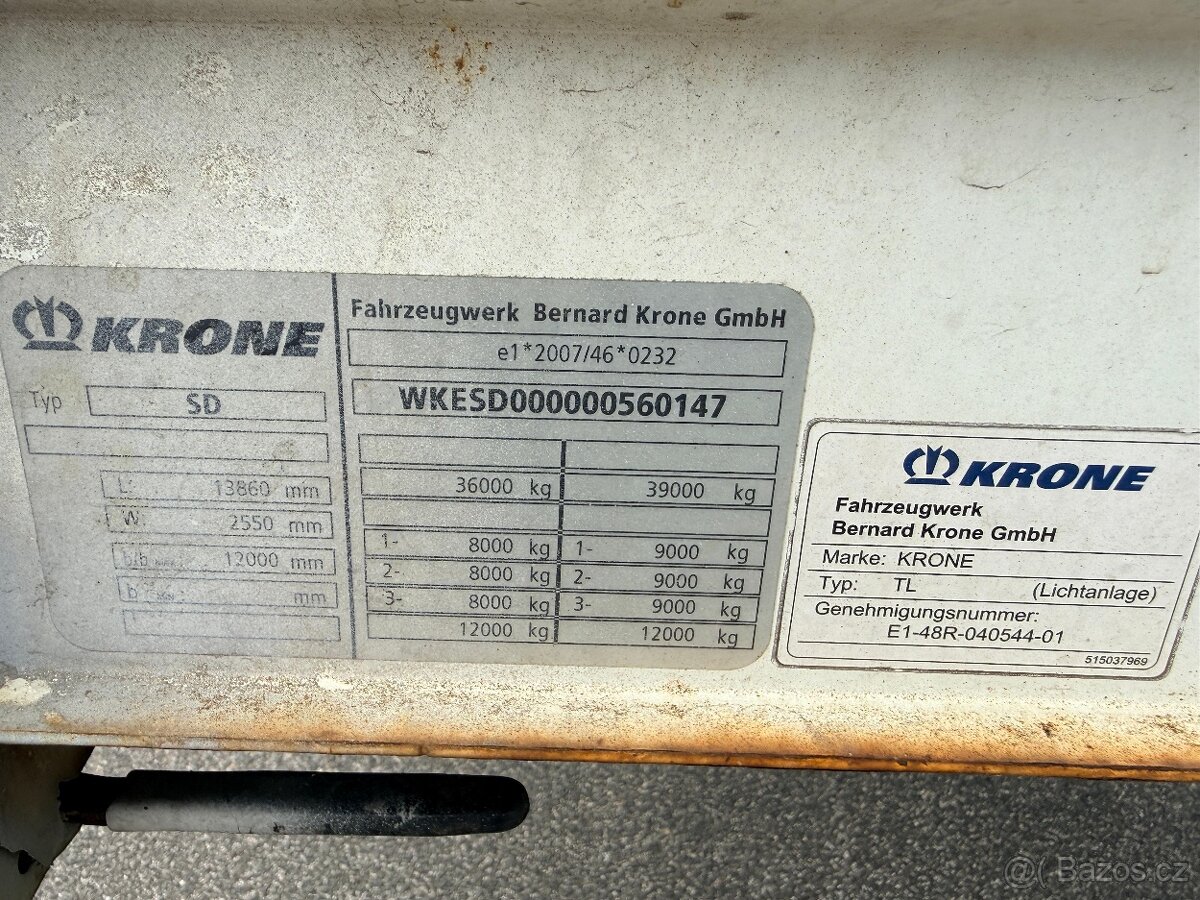 KRONE
Typ SD
L: 13860 mm
W 2550 mm
b/b 12000 mm
b mm
Fahrzeugwerk Bernard Krone GmbH
e1*2007/46*0232
WKESD000000560147
36000 kg 39000 kg
1- 8000 kg 1- 9000 kg
2- 8000 kg 2- 9000 kg
3- 8000 kg 3- 9000 kg
12000 kg 12000 kg
KRONE
Fahrzeugwerk
Bernard Krone GmbH
Marke: KRONE
Typ: TL (Lichtanlage)
Genehmigungsnummer:
E1-48R-040544-01
515037969
@ Bazos.cz